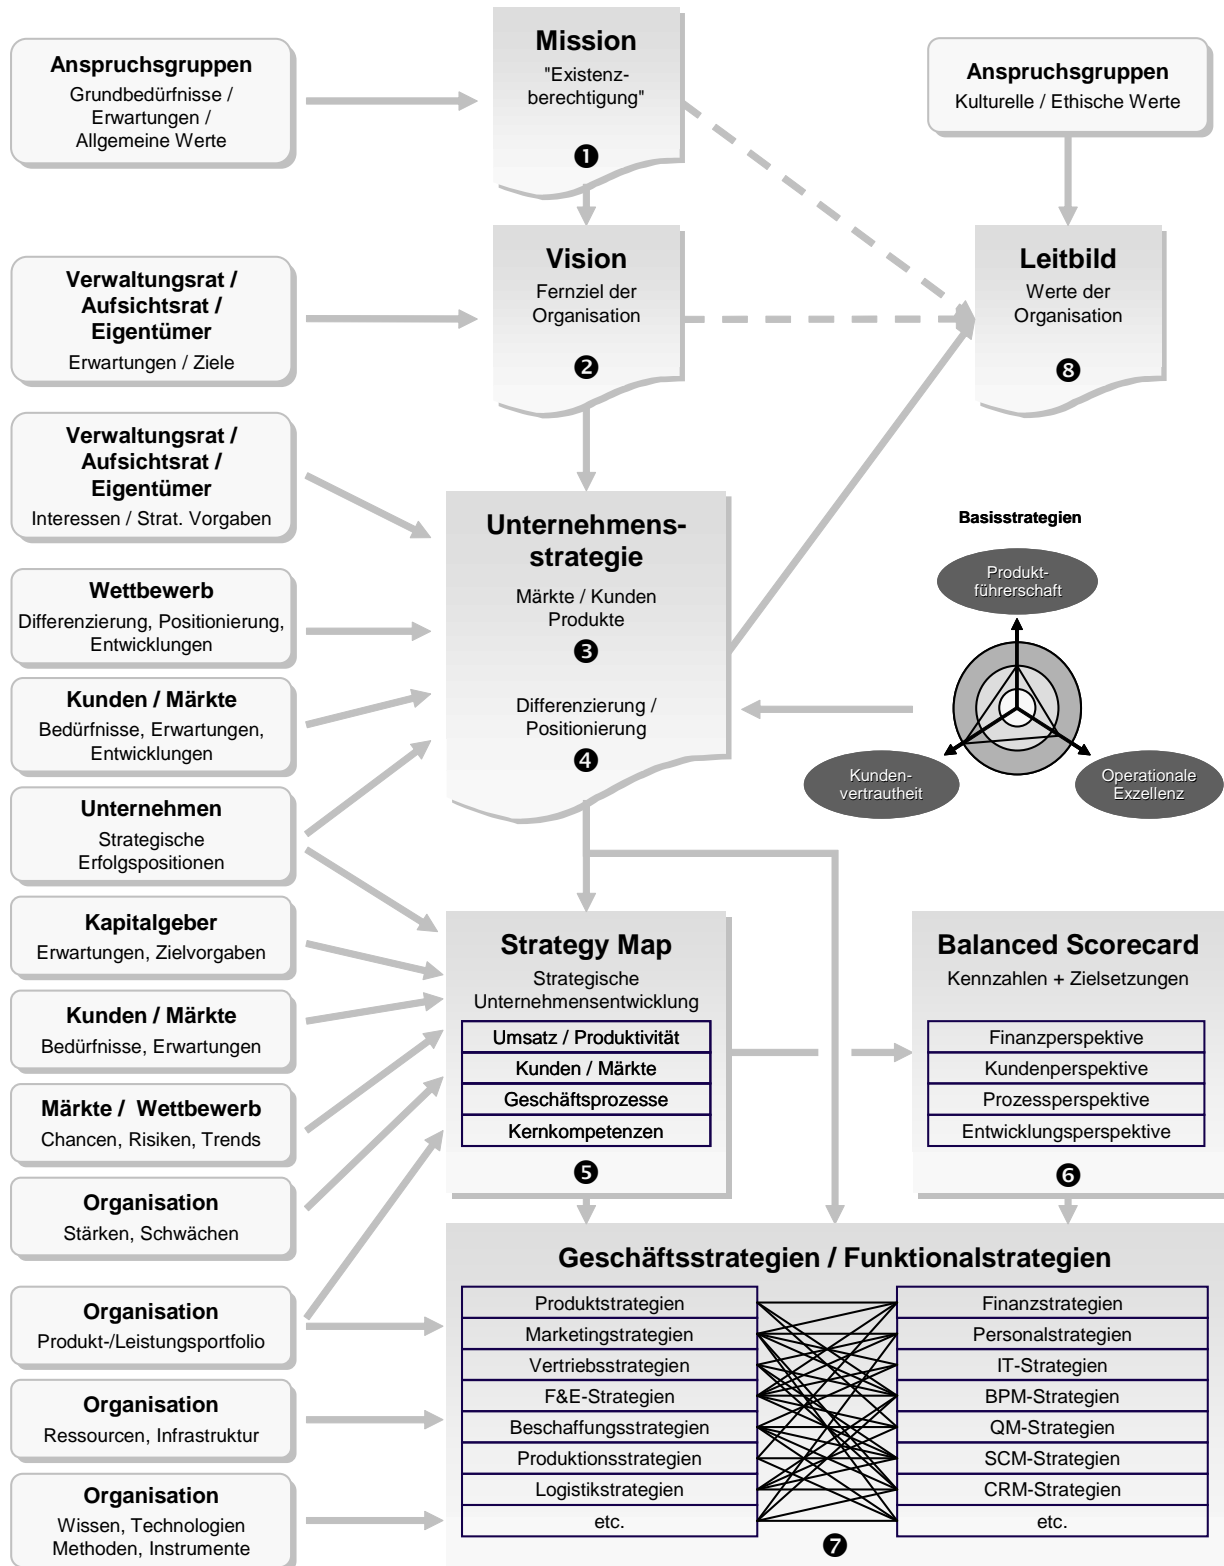 Mission
"Existenz-
berechtigung"
❶
Anspruchsgruppen
Grundbedürfnisse /
Erwartungen /
Allgemeine Werte
Anspruchsgruppen
Kulturelle / Ethische Werte
Vision
Fernziel der
Organisation
❷
Leitbild
Werte der
Organisation
❽
Verwaltungsrat /
Aufsichtsrat /
Eigentümer
Erwartungen / Ziele
Verwaltungsrat /
Aufsichtsrat /
Eigentümer
Interessen / Strat. Vorgaben
Wettbewerb
Differenzierung, Positionierung,
Entwicklungen
Kunden / Märkte
Bedürfnisse, Erwartungen,
Entwicklungen
Unternehmen
Strategische
Erfolgspositionen
Unternehmens-
strategie
Märkte / Kunden
Produkte
❸
Differenzierung /
Positionierung
❹
Basisstrategien
Produkt-
führerschaft
Kunden-
vertrautheit
Operationale
Exzellenz
Kapitalgeber
Erwartungen, Zielvorgaben
Kunden / Märkte
Bedürfnisse, Erwartungen
Märkte / Wettbewerb
Chancen, Risiken, Trends
Organisation
Stärken, Schwächen
Strategy Map
Strategische
Unternehmensentwicklung
Umsatz / Produktivität
Kunden / Märkte
Geschäftsprozesse
Kernkompetenzen
❺
Balanced Scorecard
Kennzahlen + Zielsetzungen
Finanzperspektive
Kundenperspektive
Prozessperspektive
Entwicklungsperspektive
❻
Organisation
Produkt-/Leistungsportfolio
Organisation
Ressourcen, Infrastruktur
Organisation
Wissen, Technologien
Methoden, Instrumente
Geschäftsstrategien / Funktionalstrategien
Produktstrategien
Marketingstrategien
Vertriebsstrategien
F&E-Strategien
Beschaffungsstrategien
Produktionsstrategien
Logistikstrategien
etc.
Finanzstrategien
Personalstrategien
IT-Strategien
BPM-Strategien
QM-Strategien
SCM-Strategien
CRM-Strategien
etc.
❼